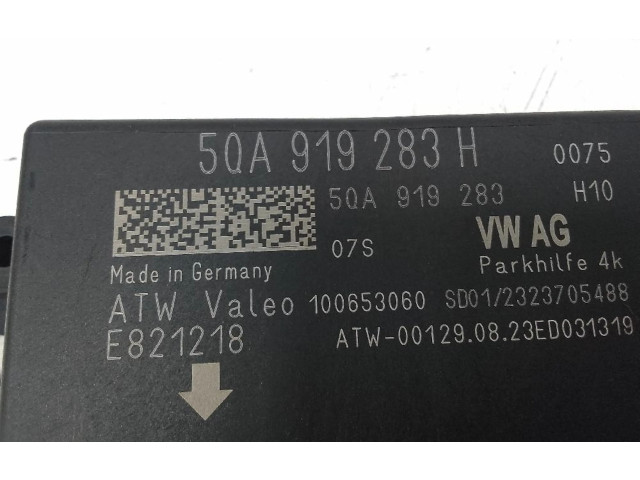 5QA 919 283 H 0075
5QA 919 283 H10
07S VW AG
Made in Germany Parkhilfe 4k
ATW Valeo 100653060 SD01/2323705488
E821218 ATW-00129.08.23ED031319